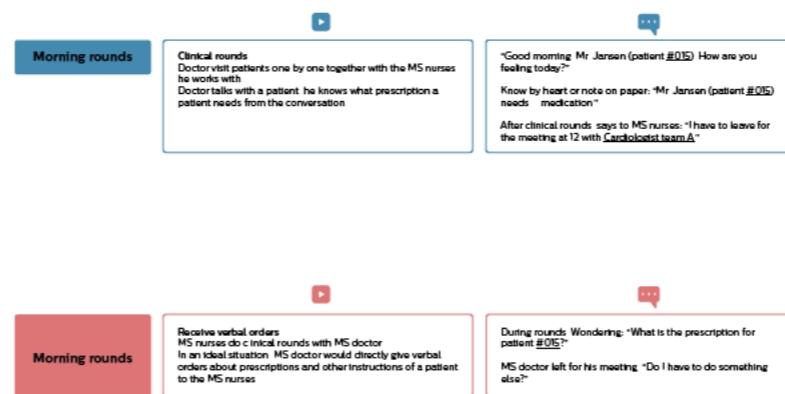 Morning rounds
Clinical rounds
Doctor visit patients one by one together with the MS nurses
he works with
Doctor talks with a patient he knows what prescription a
patient needs from the conversation
"Good morning Mr Jansen (patient #015) How are you
feeling today?"
Know by heart or note on paper: "Mr Jansen (patient #015)
needs medication"
After clinical rounds says to MS nurses: "I have to leave for
the meeting at 12 with Cardiologist team A"
Morning rounds
Receive verbal orders
MS nurses do c inical rounds with MS doctor
In an ideal situation MS doctor would directly give verbal
orders about prescriptions and other instructions of a patient
to the MS nurses
During rounds Wondering: "What is the prescription for
patient #015?"
MS doctor left for his meeting "Do I have to do something
else?"